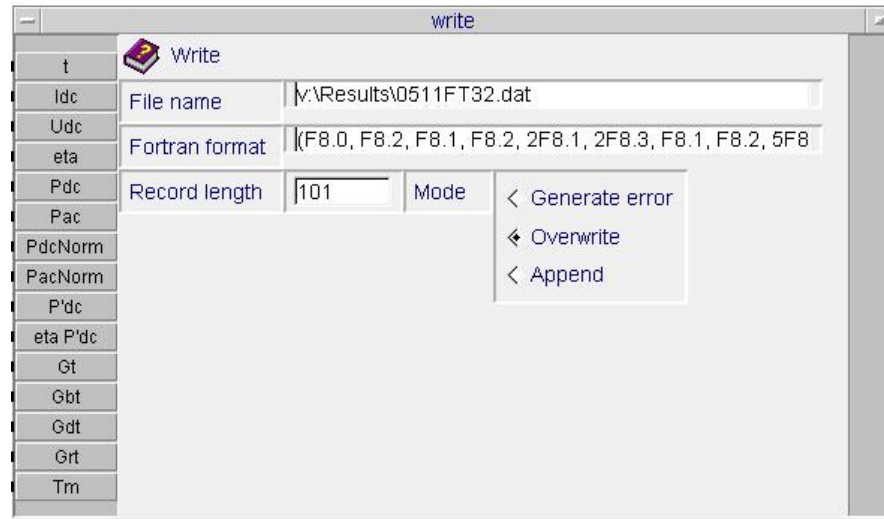 write
t
Idc
Udc
eta
Pdc
Pac
PdcNorm
PacNorm
P'dc
eta P'dc
Gt
Gbt
Gdt
Grt
Tm
Write
File name v:\Results\0511FT32.dat
Fortran format (F8.0, F8.2, F8.1, F8.2, 2F8.1, 2F8.3, F8.1, F8.2, 5F8
Record length 101 Mode
Generate error
Overwrite
Append